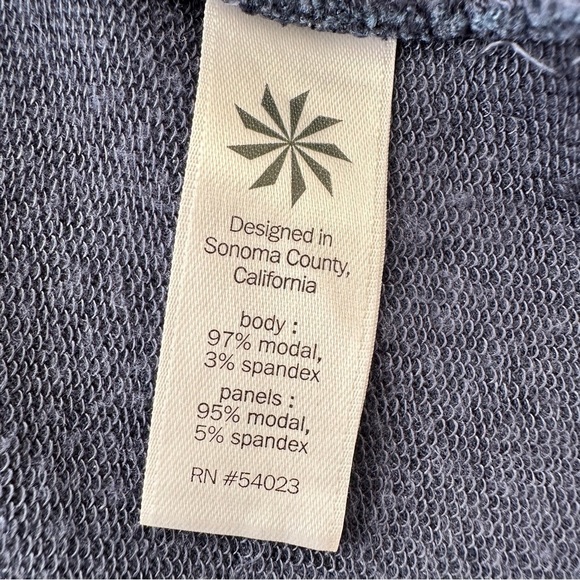 Designed in
Sonoma County,
California
body :
97% modal,
3% spandex
panels :
95% modal,
5% spandex
RN #54023